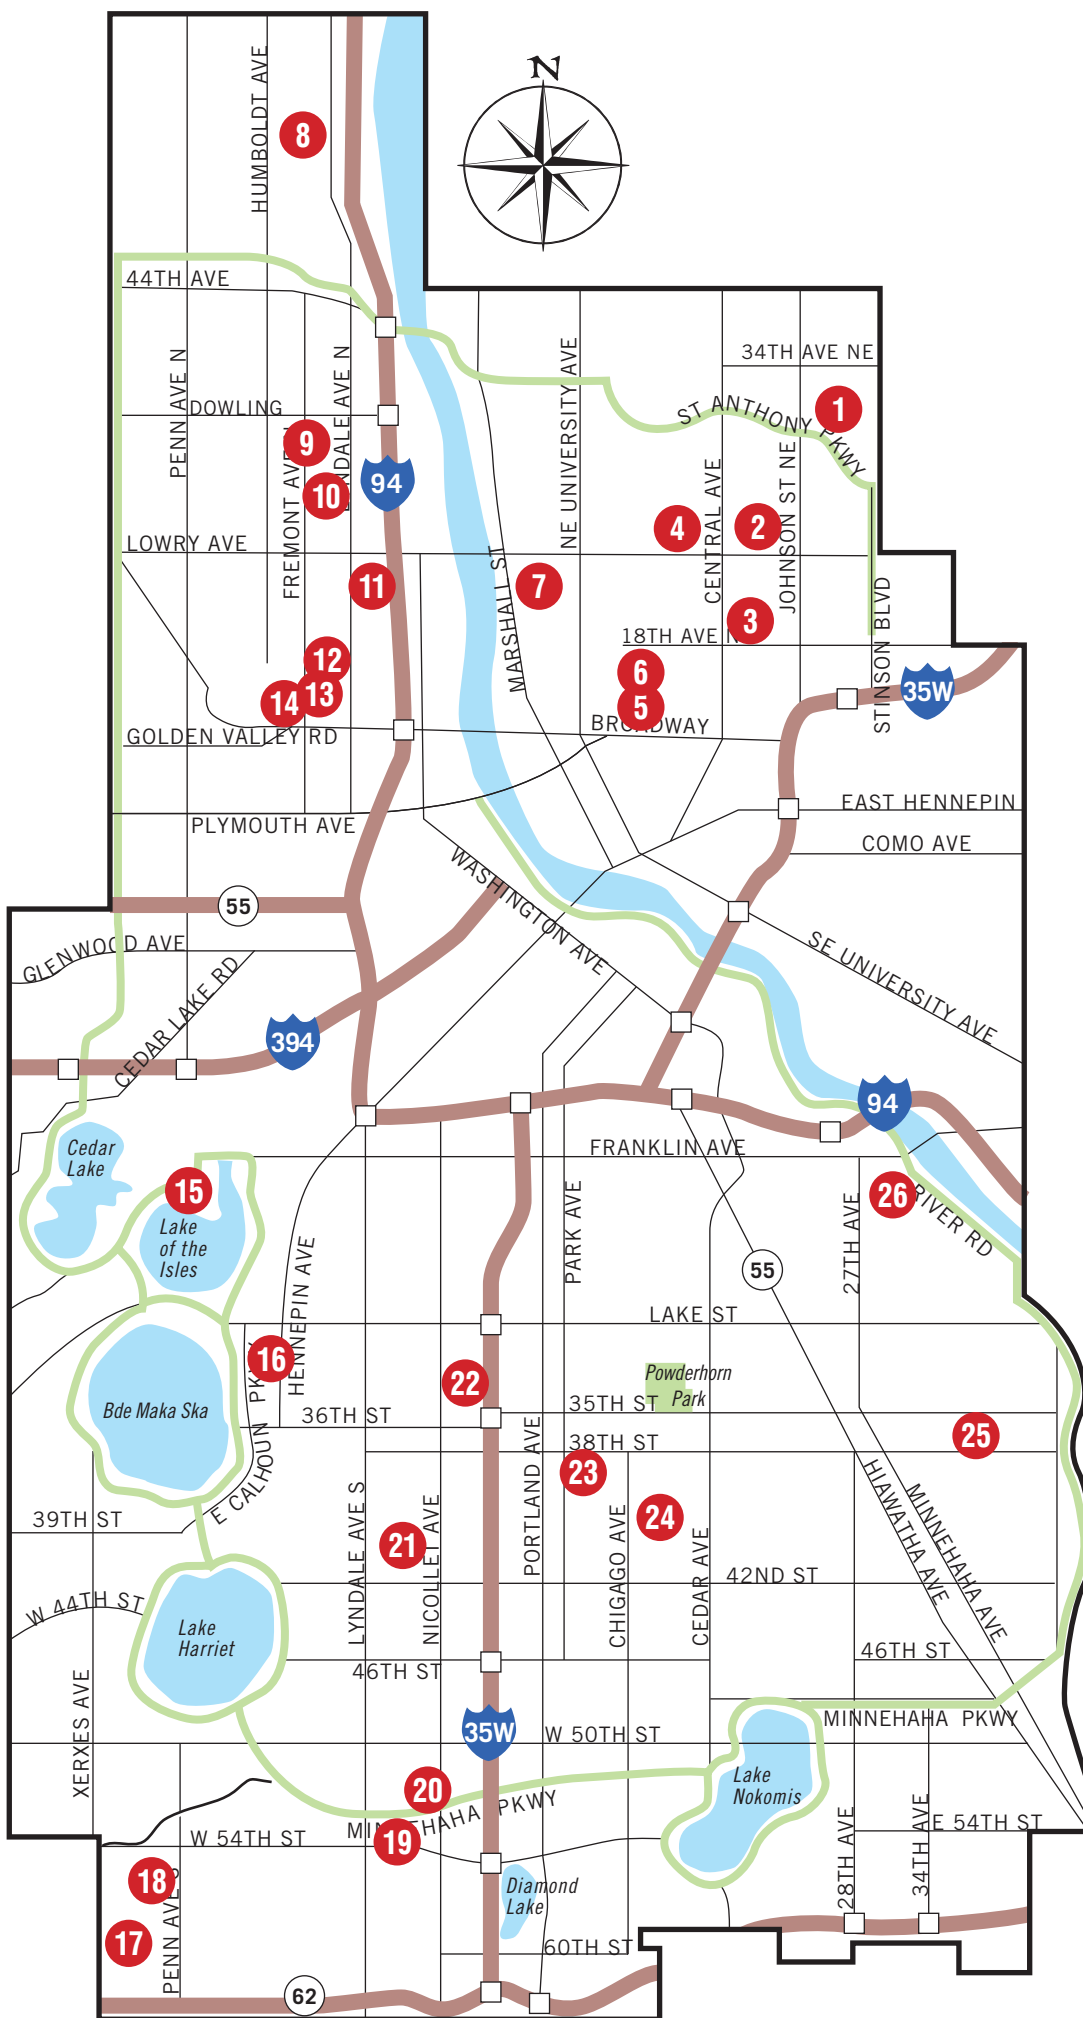 N
HUMBOLDT AVE
8
44TH AVE
34TH AVE NE
PENN AVE N
LYNDALE AVE N
NE UNIVERSITY AVE
ST ANTHONY PKWY
1
DOWLING
9
FREMONT AVE N
10
94
CENTRAL AVE
JOHNSON ST NE
4
2
LOWRY AVE
MARSHALL ST
11
7
3
18TH AVE N
STINSON BLVD
12
6
13
14
5
35W
BROADWAY
GOLDEN VALLEY RD
EAST HENNEPIN
PLYMOUTH AVE
COMO AVE
WASHINGTON AVE
55
GLENWOOD AVE
CEDAR LAKE RD
SE UNIVERSITY AVE
394
94
Cedar
Lake
FRANKLIN AVE
15
26
RIVER RD
Lake
of the
Isles
PARK AVE
27TH AVE
HENNEPIN AVE
55
LAKE ST
16
22
Powderhorn
Park
Bde Maka Ska
36TH ST
35TH ST
E CALHOUN PKWY
38TH ST
25
23
PORTLAND AVE
39TH ST
LYNDALE AVE S
NICOLLET AVE
21
24
CHIGAGO AVE
CEDAR AVE
HIAWATHA AVE
MINNEHAHA AVE
42ND ST
W 44TH ST
Lake
Harriet
46TH ST
46TH ST
XERXES AVE
35W
W 50TH ST
MINNEHAHA PKWY
Lake
Nokomis
20
MINNEHAHA PKWY
W 54TH ST
19
28TH AVE
34TH AVE
E 54TH ST
18
PENN AVE S
Diamond
Lake
17
60TH ST
62